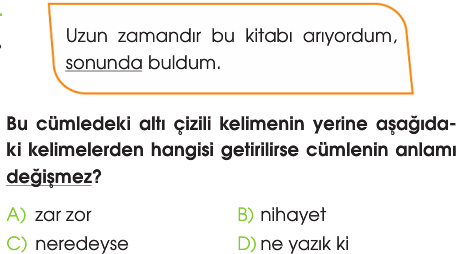 Uzun zamandır bu kitabı arıyordum,
sonunda buldum.
Bu cümledeki altı çizili kelimenin yerine aşağıda-
ki kelimelerden hangisi getirilirse cümlenin anlamı
değişmez?
A) zar zor
B) nihayet
C) neredeyse
D) ne yazık ki